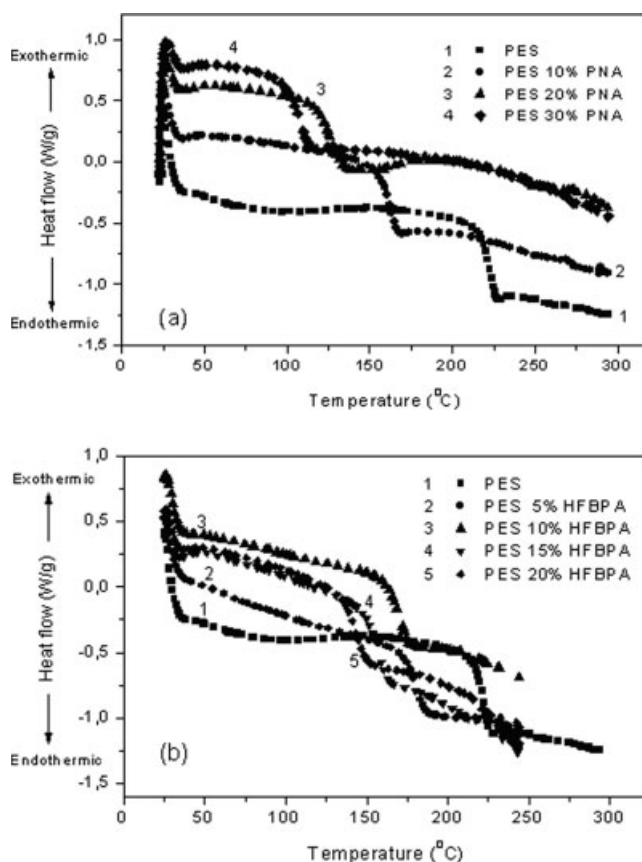 1,0
Exothermic
0,5
0,0
-0,5
-1,0
Endothermic
-1,5
Heat flow (W/g)
4
3
2
1
1 PES
2 PES 10% PNA
3 PES 20% PNA
4 PES 30% PNA
(a)
0 50 100 150 200 250 300
Temperature (°C)
1,0
Exothermic
0,5
0,0
-0,5
-1,0
Endothermic
-1,5
Heat flow (W/g)
3
2
1
4
5
1 PES
2 PES 5% HFBPA
3 PES 10% HFBPA
4 PES 15% HFBPA
5 PES 20% HFBPA
(b)
0 50 100 150 200 250 300
Temperature (°C)